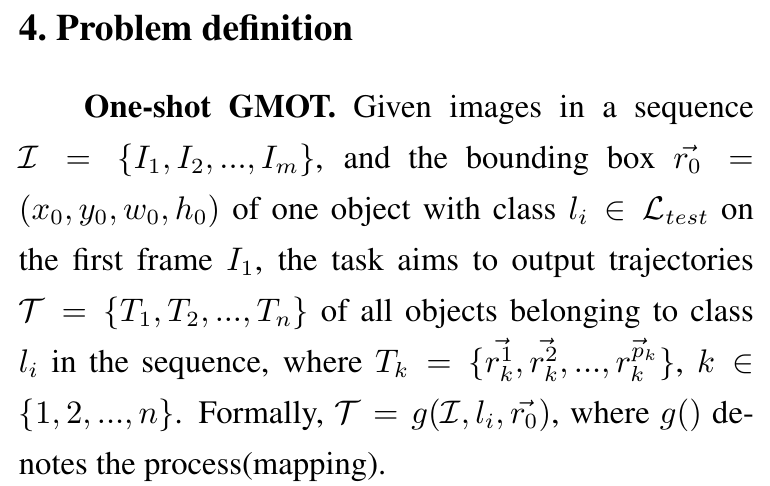 4. Problem definition
One-shot GMOT. Given images in a sequence
$\mathcal{I} = \{I_1, I_2, ..., I_m\}$, and the bounding box $\vec{r_0} =$
$(x_0, y_0, w_0, h_0)$ of one object with class $l_i \in \mathcal{L}_{test}$ on
the first frame $I_1$, the task aims to output trajectories
$\mathcal{T} = \{T_1, T_2, ..., T_n\}$ of all objects belonging to class
$l_i$ in the sequence, where $T_k = \{\vec{r_k^1}, \vec{r_k^2}, ..., \vec{r_k^{p_k}}\}$, $k \in$
$\{1, 2, ..., n\}$. Formally, $\mathcal{T} = g(\mathcal{I}, l_i, \vec{r_0})$, where $g()$ de-
notes the process(mapping).